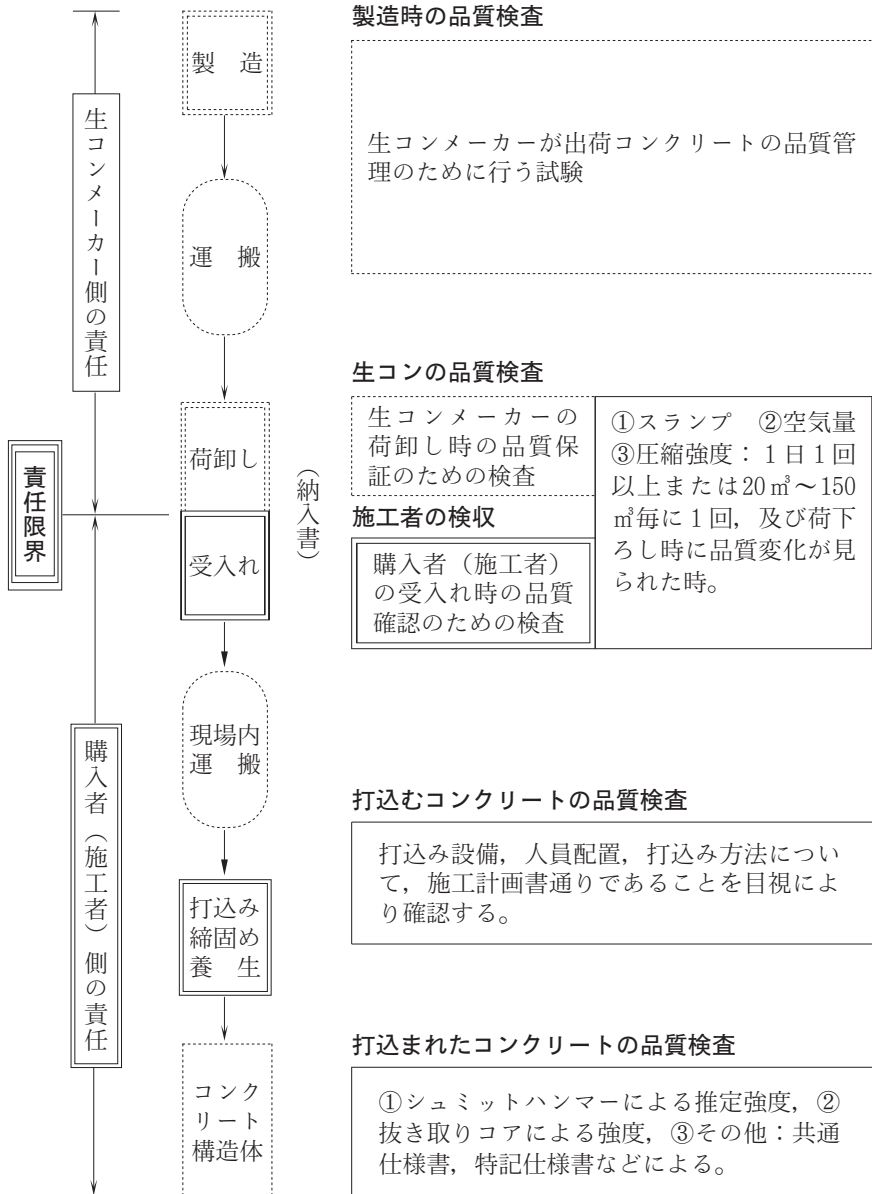 製造時の品質検査
製 造
生コンメーカーが出荷コンクリートの品質管
理のために行う試験
生コンメーカー側の責任
運 搬
生コンの品質検査
荷卸し
(納入書)
生コンメーカーの
荷卸し時の品質保
証のための検査
①スランプ ②空気量
③圧縮強度：1日1回
以上または20㎥〜150
㎥毎に1回，及び荷下
ろし時に品質変化が見
られた時。
責任限界
施工者の検収
受入れ
購入者（施工者）
の受入れ時の品質
確認のための検査
購入者（施工者）側の責任
現場内
運 搬
打込むコンクリートの品質検査
打込み設備，人員配置，打込み方法につい
て，施工計画書通りであることを目視によ
り確認する。
打込み
締固め
養 生
打込まれたコンクリートの品質検査
コンク
リート
構造体
①シュミットハンマーによる推定強度，②
抜き取りコアによる強度，③その他：共通
仕様書，特記仕様書などによる。